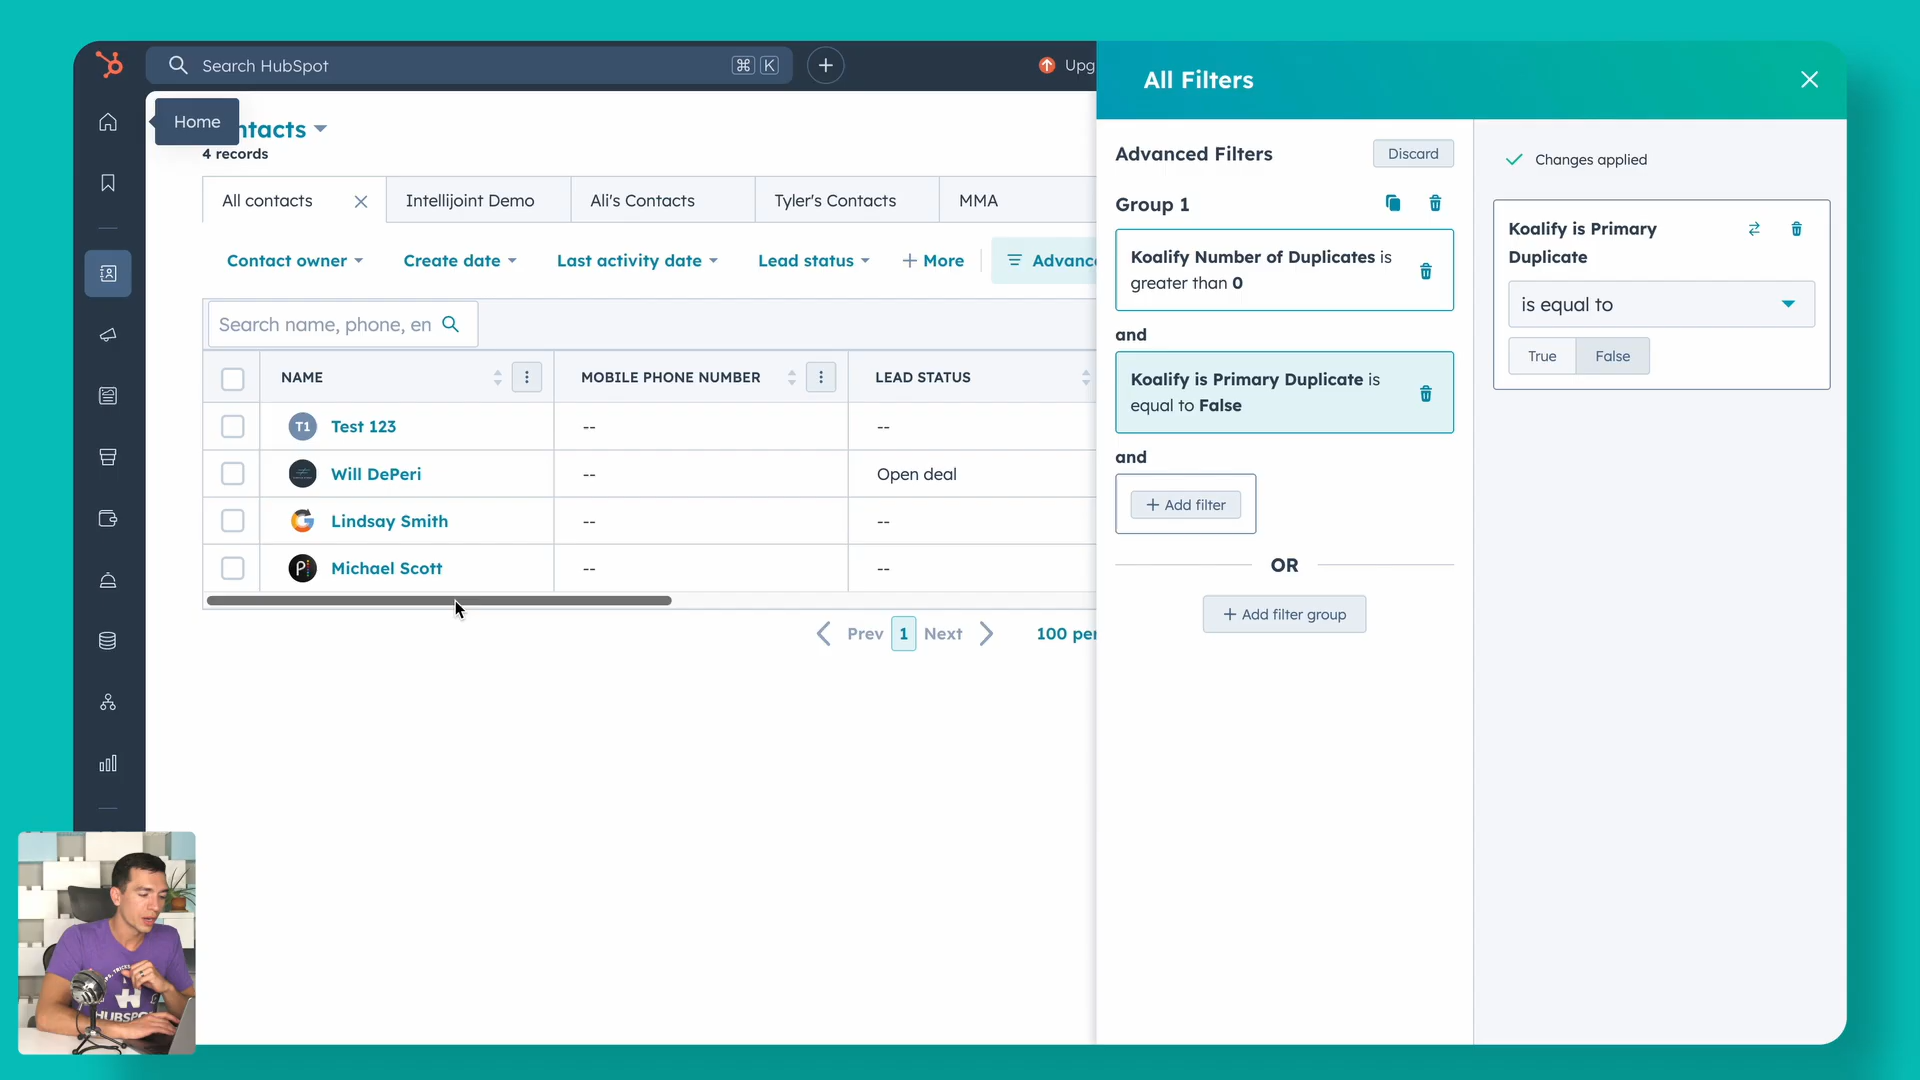 Search HubSpot
⌘ K
Upg
Home
ntacts
4 records
All contacts
Intellijoint Demo
Ali's Contacts
Tyler's Contacts
MMA
Contact owner
Create date
Last activity date
Lead status
+ More
Advanc
Search name, phone, en
NAME
MOBILE PHONE NUMBER
LEAD STATUS
T1 Test 123
--
--
Will DePeri
--
Open deal
Lindsay Smith
--
--
Michael Scott
--
--
Prev
1
Next
100 per
All Filters
Advanced Filters
Discard
Group 1
Koalify Number of Duplicates is
greater than 0
and
Koalify is Primary Duplicate is
equal to False
and
+ Add filter
OR
+ Add filter group
Changes applied
Koalify is Primary
Duplicate
is equal to
True
False
HUBSPO